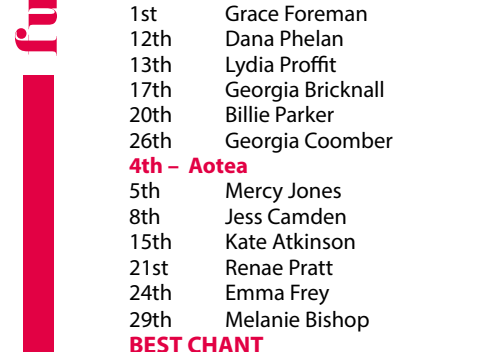 fu
1st Grace Foreman
12th Dana Phelan
13th Lydia Proffit
17th Georgia Bricknall
20th Billie Parker
26th Georgia Coomber
4th – Aotea
5th Mercy Jones
8th Jess Camden
15th Kate Atkinson
21st Renae Pratt
24th Emma Frey
29th Melanie Bishop
BEST CHANT